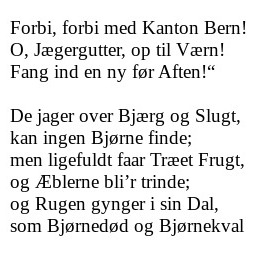 Forbi, forbi med Kanton Bern!
O, Jægergutter, op til Værn!
Fang ind en ny før Aften!“

De jager over Bjærg og Slugt,
kan ingen Bjørne finde;
men ligefuldt faar Træet Frugt,
og Æblerne bli’r trinde;
og Rugen gynger i sin Dal,
som Bjørnedød og Bjørnekval